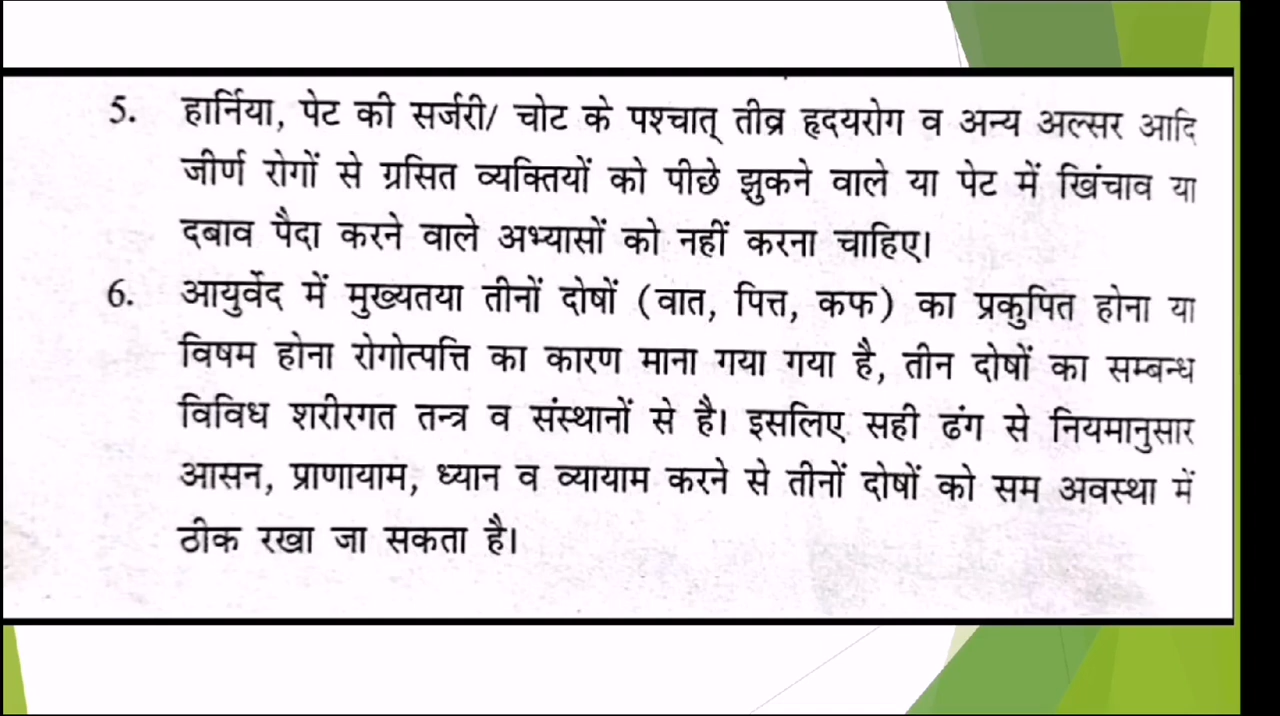 5. हार्निया, पेट की सर्जरी/ चोट के पश्चात् तीव्र हृदयरोग व अन्य अल्सर आदि
जीर्ण रोगों से ग्रसित व्यक्तियों को पीछे झुकने वाले या पेट में खिंचाव या
दबाव पैदा करने वाले अभ्यासों को नहीं करना चाहिए।
6. आयुर्वेद में मुख्यतया तीनों दोषों (वात, पित्त, कफ) का प्रकुपित होना या
विषम होना रोगोत्पत्ति का कारण माना गया गया है, तीन दोषों का सम्बन्ध
विविध शरीरगत तन्त्र व संस्थानों से है। इसलिए सही ढंग से नियमानुसार
आसन, प्राणायाम, ध्यान व व्यायाम करने से तीनों दोषों को सम अवस्था में
ठीक रखा जा सकता है।